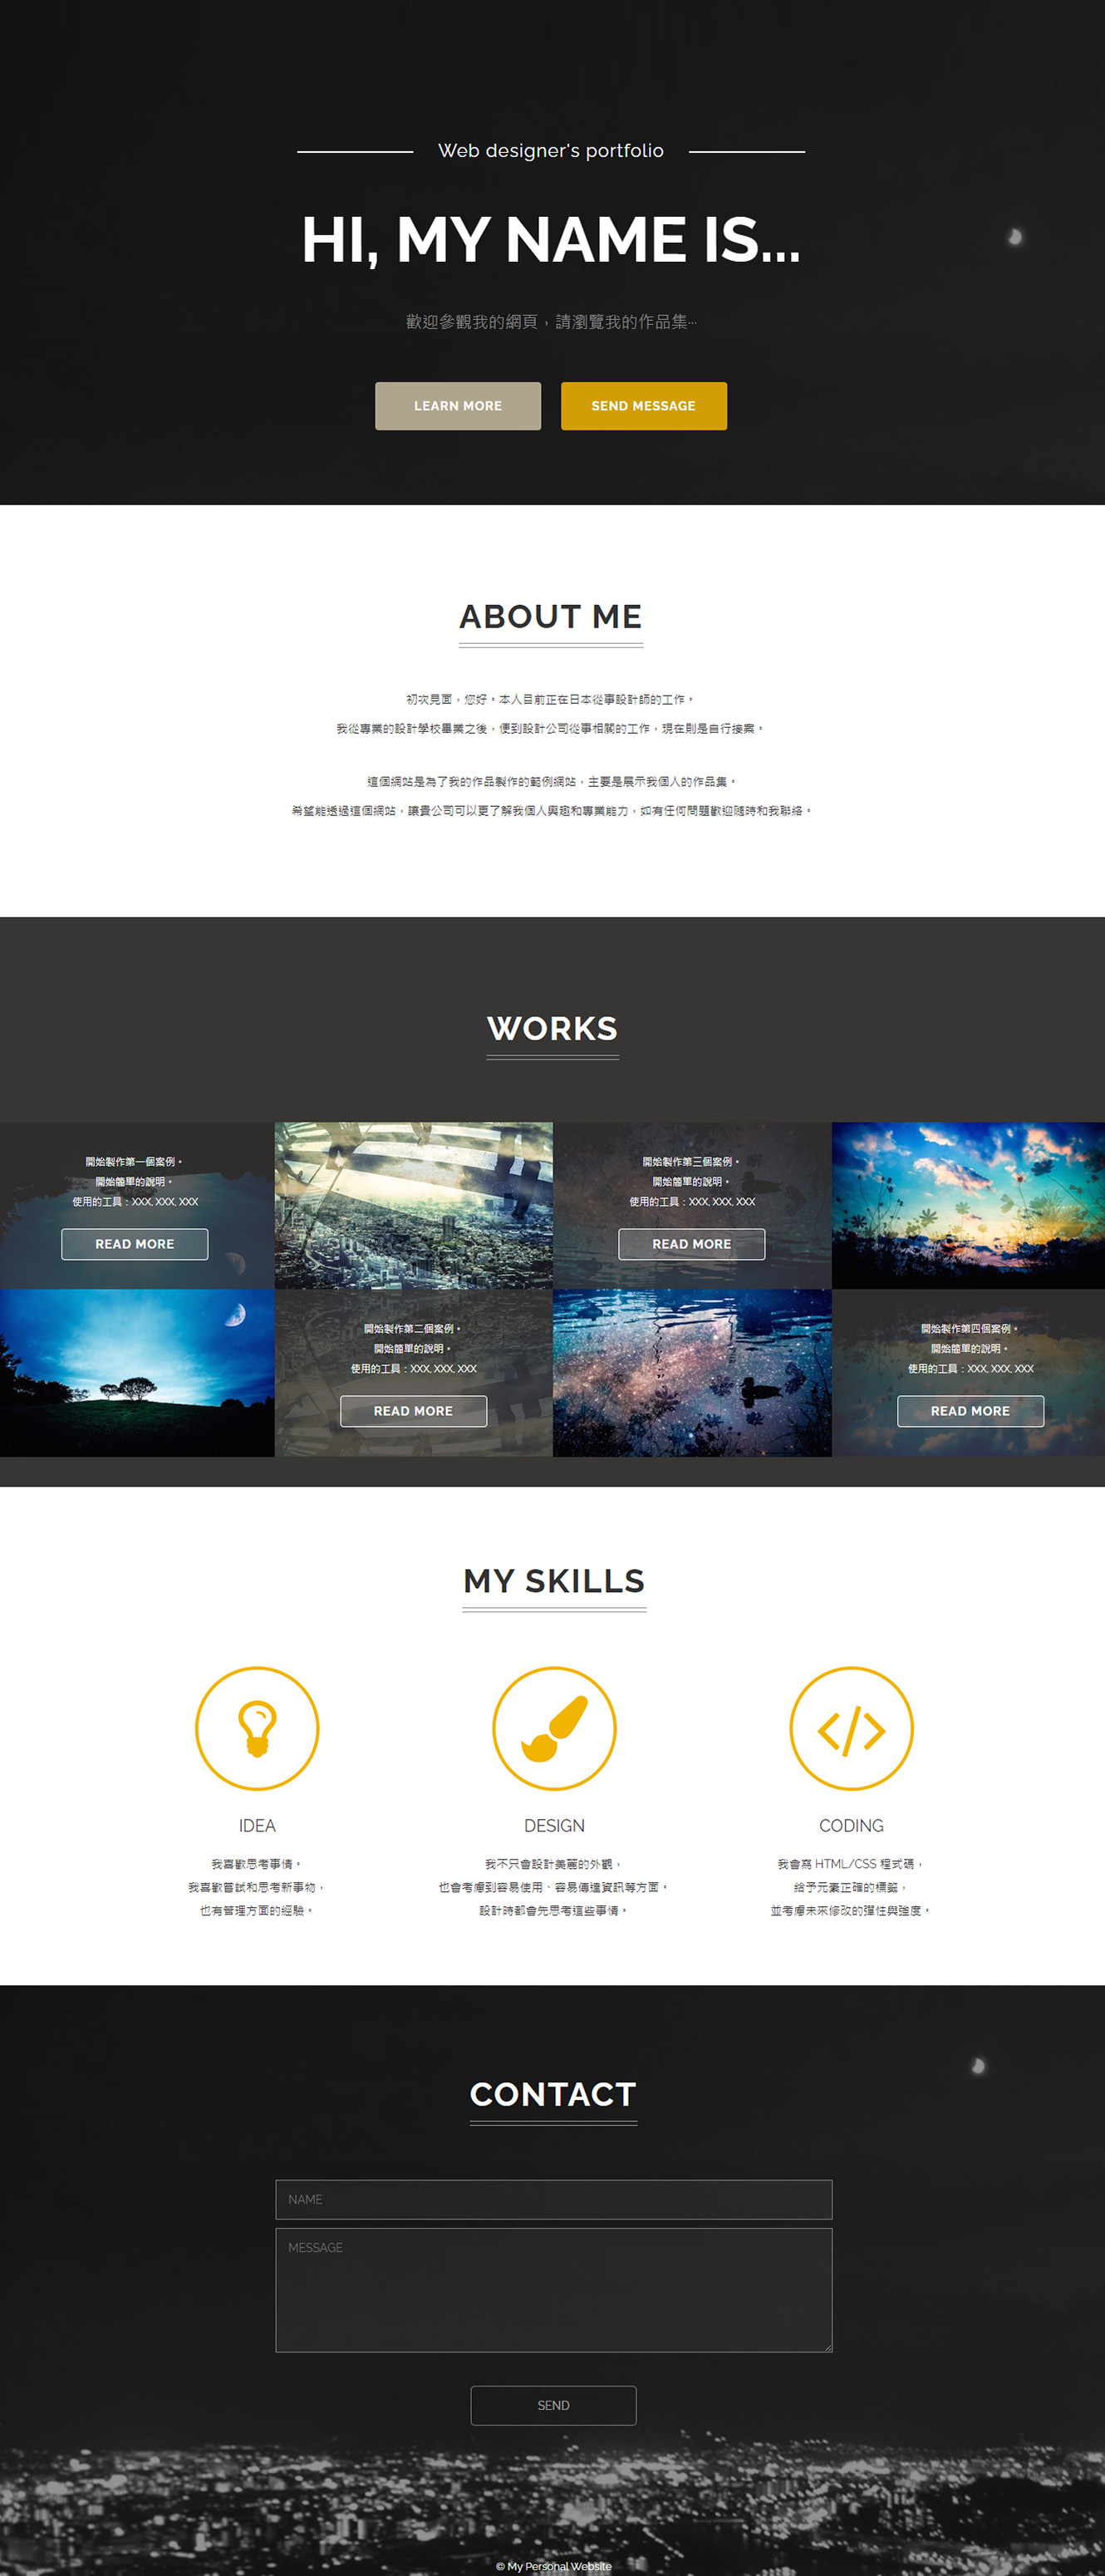 Web designer's portfolio
HI, MY NAME IS...
歡迎參觀我的網頁，請瀏覽我的作品集...
LEARN MORE
SEND MESSAGE
ABOUT ME
初次見面，您好。本人目前正在日本從事設計師的工作。
我從專業的設計學校畢業之後，便到設計公司從事相關的工作，現在則是自行接案。
這個網站是為了我的作品製作的範例網站，主要是展示我個人的作品集。
希望能透過這個網站，讓貴公司可以更了解我個人興趣和專業能力，如有任何問題歡迎隨時和我聯絡。
WORKS
開始製作第一個案例。
開始簡單的說明。
使用的工具：XXX, XXX, XXX
READ MORE
開始製作第三個案例。
開始簡單的說明。
使用的工具：XXX, XXX, XXX
READ MORE
開始製作第二個案例。
開始簡單的說明。
使用的工具：XXX, XXX, XXX
READ MORE
開始製作第四個案例。
開始簡單的說明。
使用的工具：XXX, XXX, XXX
READ MORE
MY SKILLS
IDEA
我喜歡思考事情。
我喜歡嘗試和思考新事物，
也有管理方面的經驗。
DESIGN
我不只會設計美麗的外觀，
也會考慮到容易使用、容易傳達資訊等方面。
設計時都會先思考這些事情。
CODING
我會寫 HTML/CSS 程式碼，
給予元素正確的標籤，
並考慮未來修改的彈性與強度。
CONTACT
NAME
MESSAGE
SEND
© My Personal Website